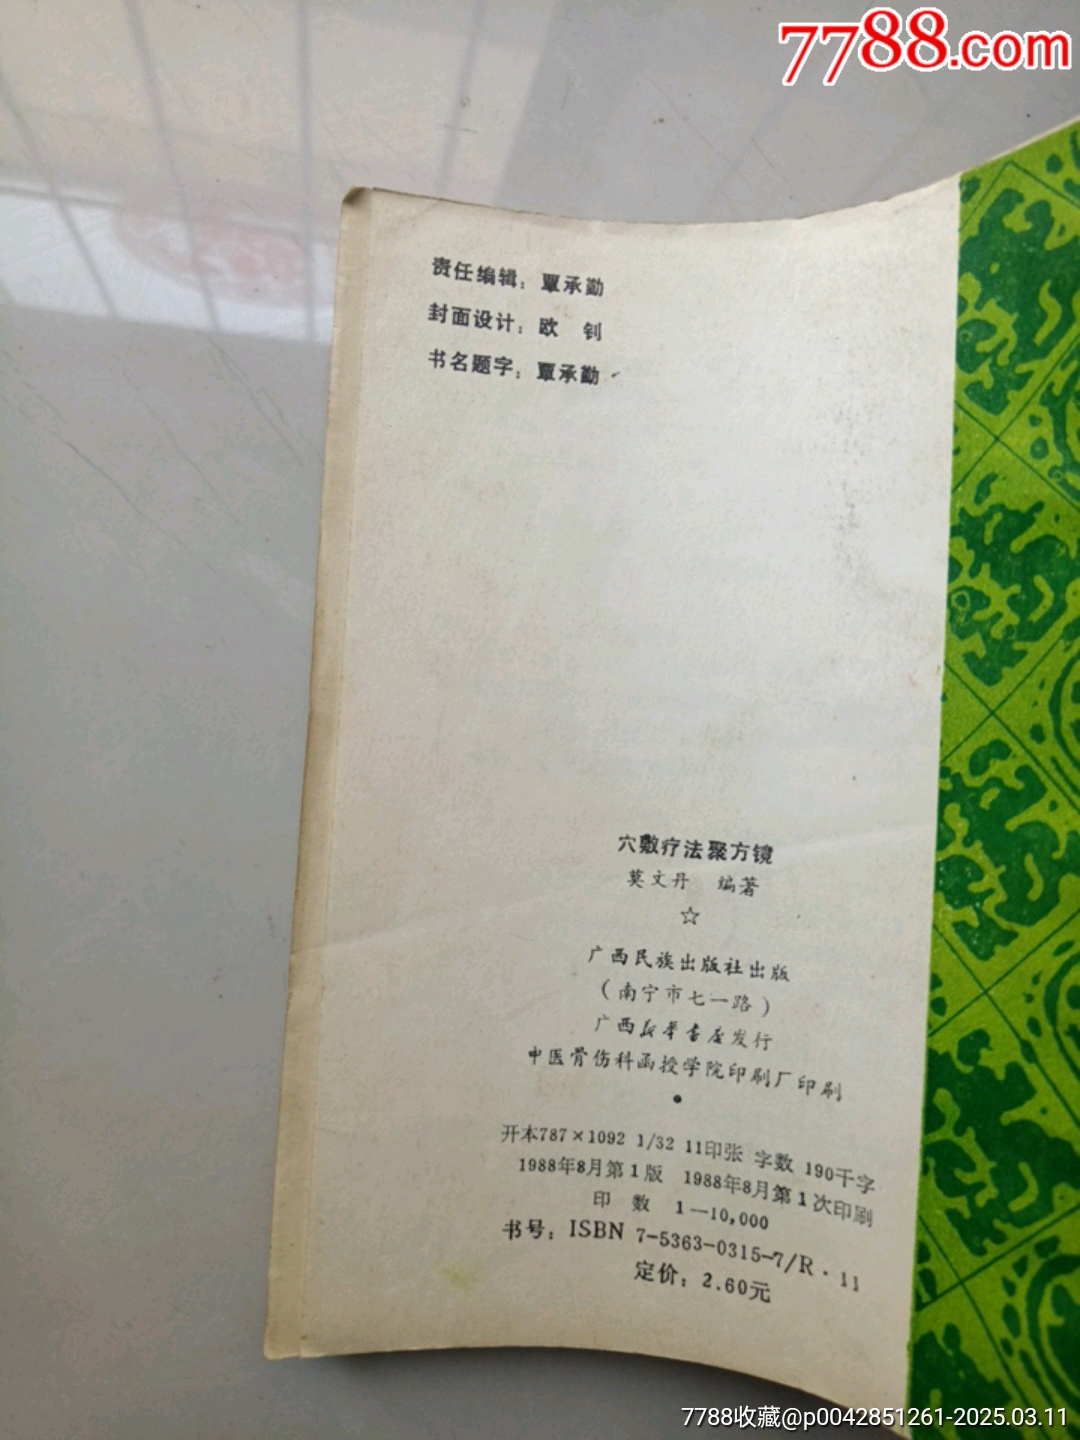 7788.com
责任编辑：覃承勤
封面设计：欧　钊
书名题字：覃承勤
穴敷疗法聚方镜
莫文丹　编著
☆
广西民族出版社出版
（南宁市七一路）
广西新华书店发行
中医骨伤科函授学院印刷厂印刷
•
开本787×1092 1/32 11印张 字数 190千字
1988年8月第1版 1988年8月第1次印刷
印　数　1—10,000
书号：ISBN 7-5363-0315-7/R·11
定价：2.60元
7788收藏@p0042851261-2025.03.11